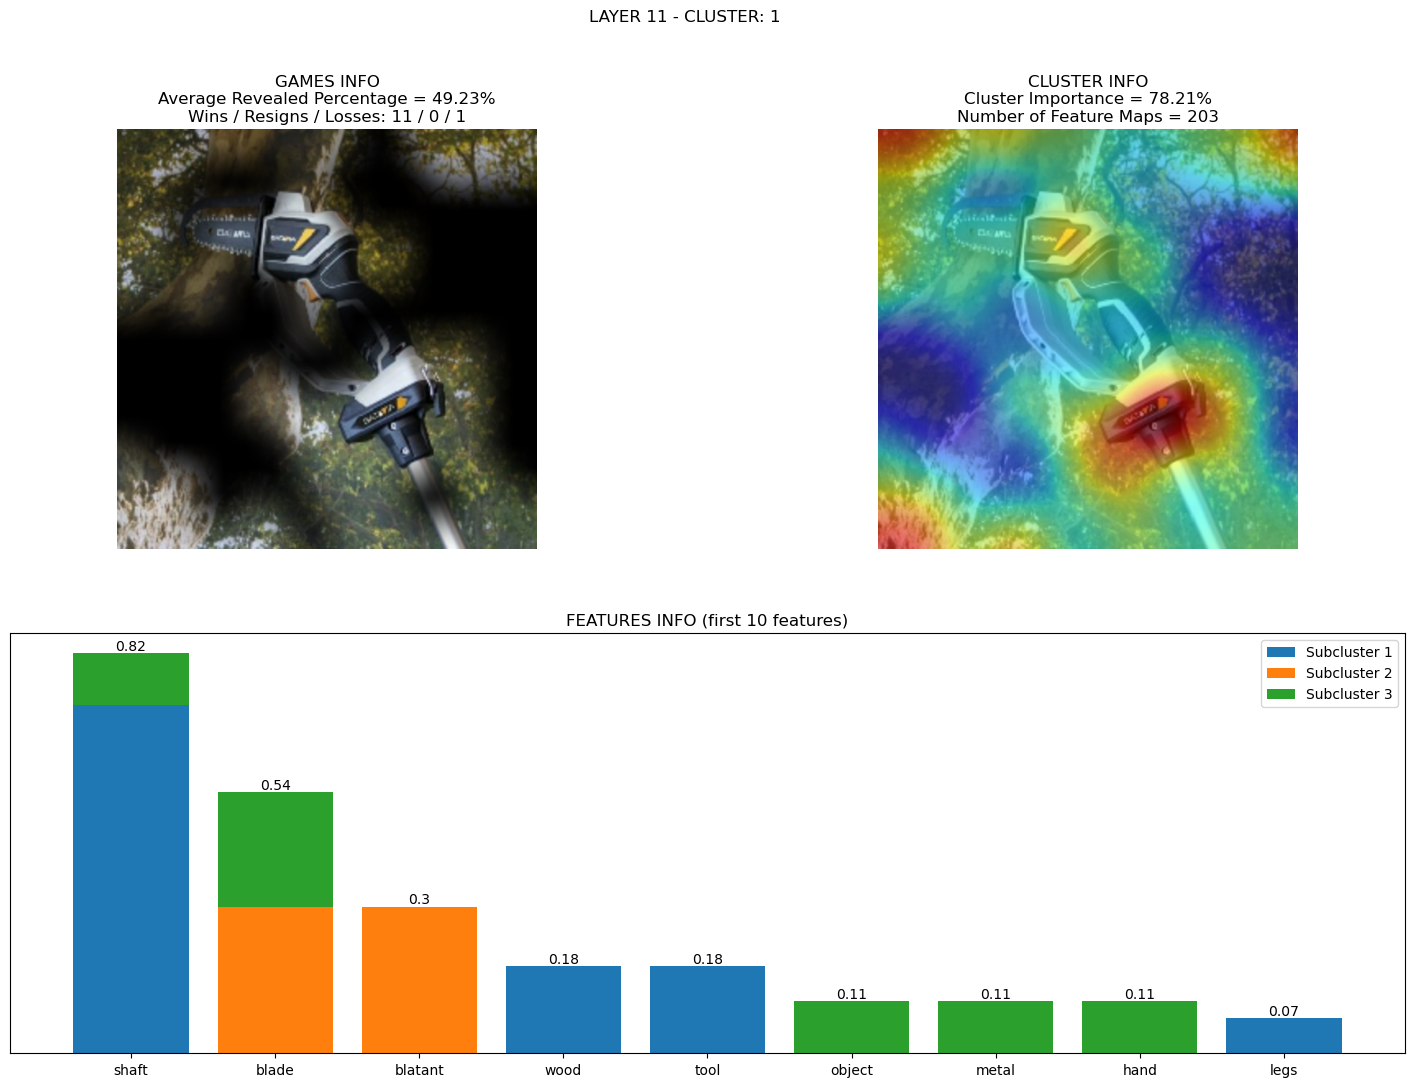 LAYER 11 - CLUSTER: 1
GAMES INFO
Average Revealed Percentage = 49.23%
Wins / Resigns / Losses: 11 / 0 / 1
CLUSTER INFO
Cluster Importance = 78.21%
Number of Feature Maps = 203
FEATURES INFO (first 10 features)
0.82
0.54
0.3
0.18
0.18
0.11
0.11
0.11
0.07
Subcluster 1
Subcluster 2
Subcluster 3
shaft
blade
blatant
wood
tool
object
metal
hand
legs